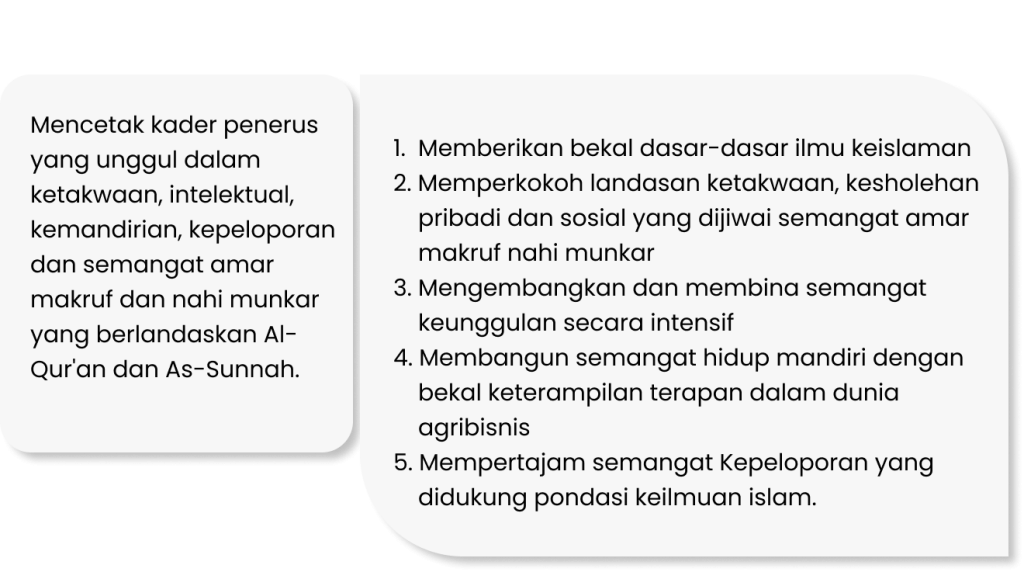 Mencetak kader penerus
yang unggul dalam
ketakwaan, intelektual,
kemandirian, kepeloporan
dan semangat amar
makruf dan nahi munkar
yang berlandaskan Al-
Qur'an dan As-Sunnah.
1. Memberikan bekal dasar-dasar ilmu keislaman
2. Memperkokoh landasan ketakwaan, kesholehan
pribadi dan sosial yang dijiwai semangat amar
makruf nahi munkar
3. Mengembangkan dan membina semangat
keunggulan secara intensif
4. Membangun semangat hidup mandiri dengan
bekal keterampilan terapan dalam dunia
agribisnis
5. Mempertajam semangat Kepeloporan yang
didukung pondasi keilmuan islam.